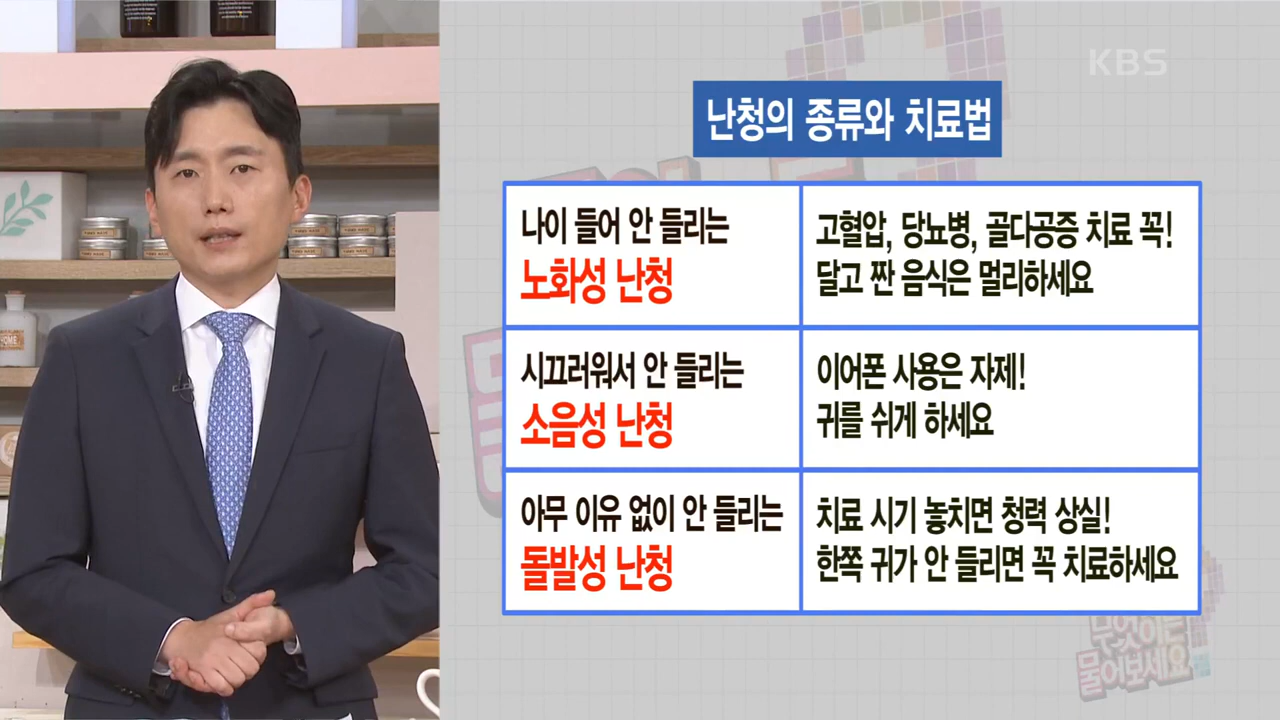 KBS
난청의 종류와 치료법
나이 들어 안 들리는
노화성 난청
고혈압, 당뇨병, 골다공증 치료 꼭!
달고 짠 음식은 멀리하세요
시끄러워서 안 들리는
소음성 난청
이어폰 사용은 자제!
귀를 쉬게 하세요
아무 이유 없이 안 들리는
돌발성 난청
치료 시기 놓치면 청력 상실!
한쪽 귀가 안 들리면 꼭 치료하세요
무엇이든
물어보세요
HOME